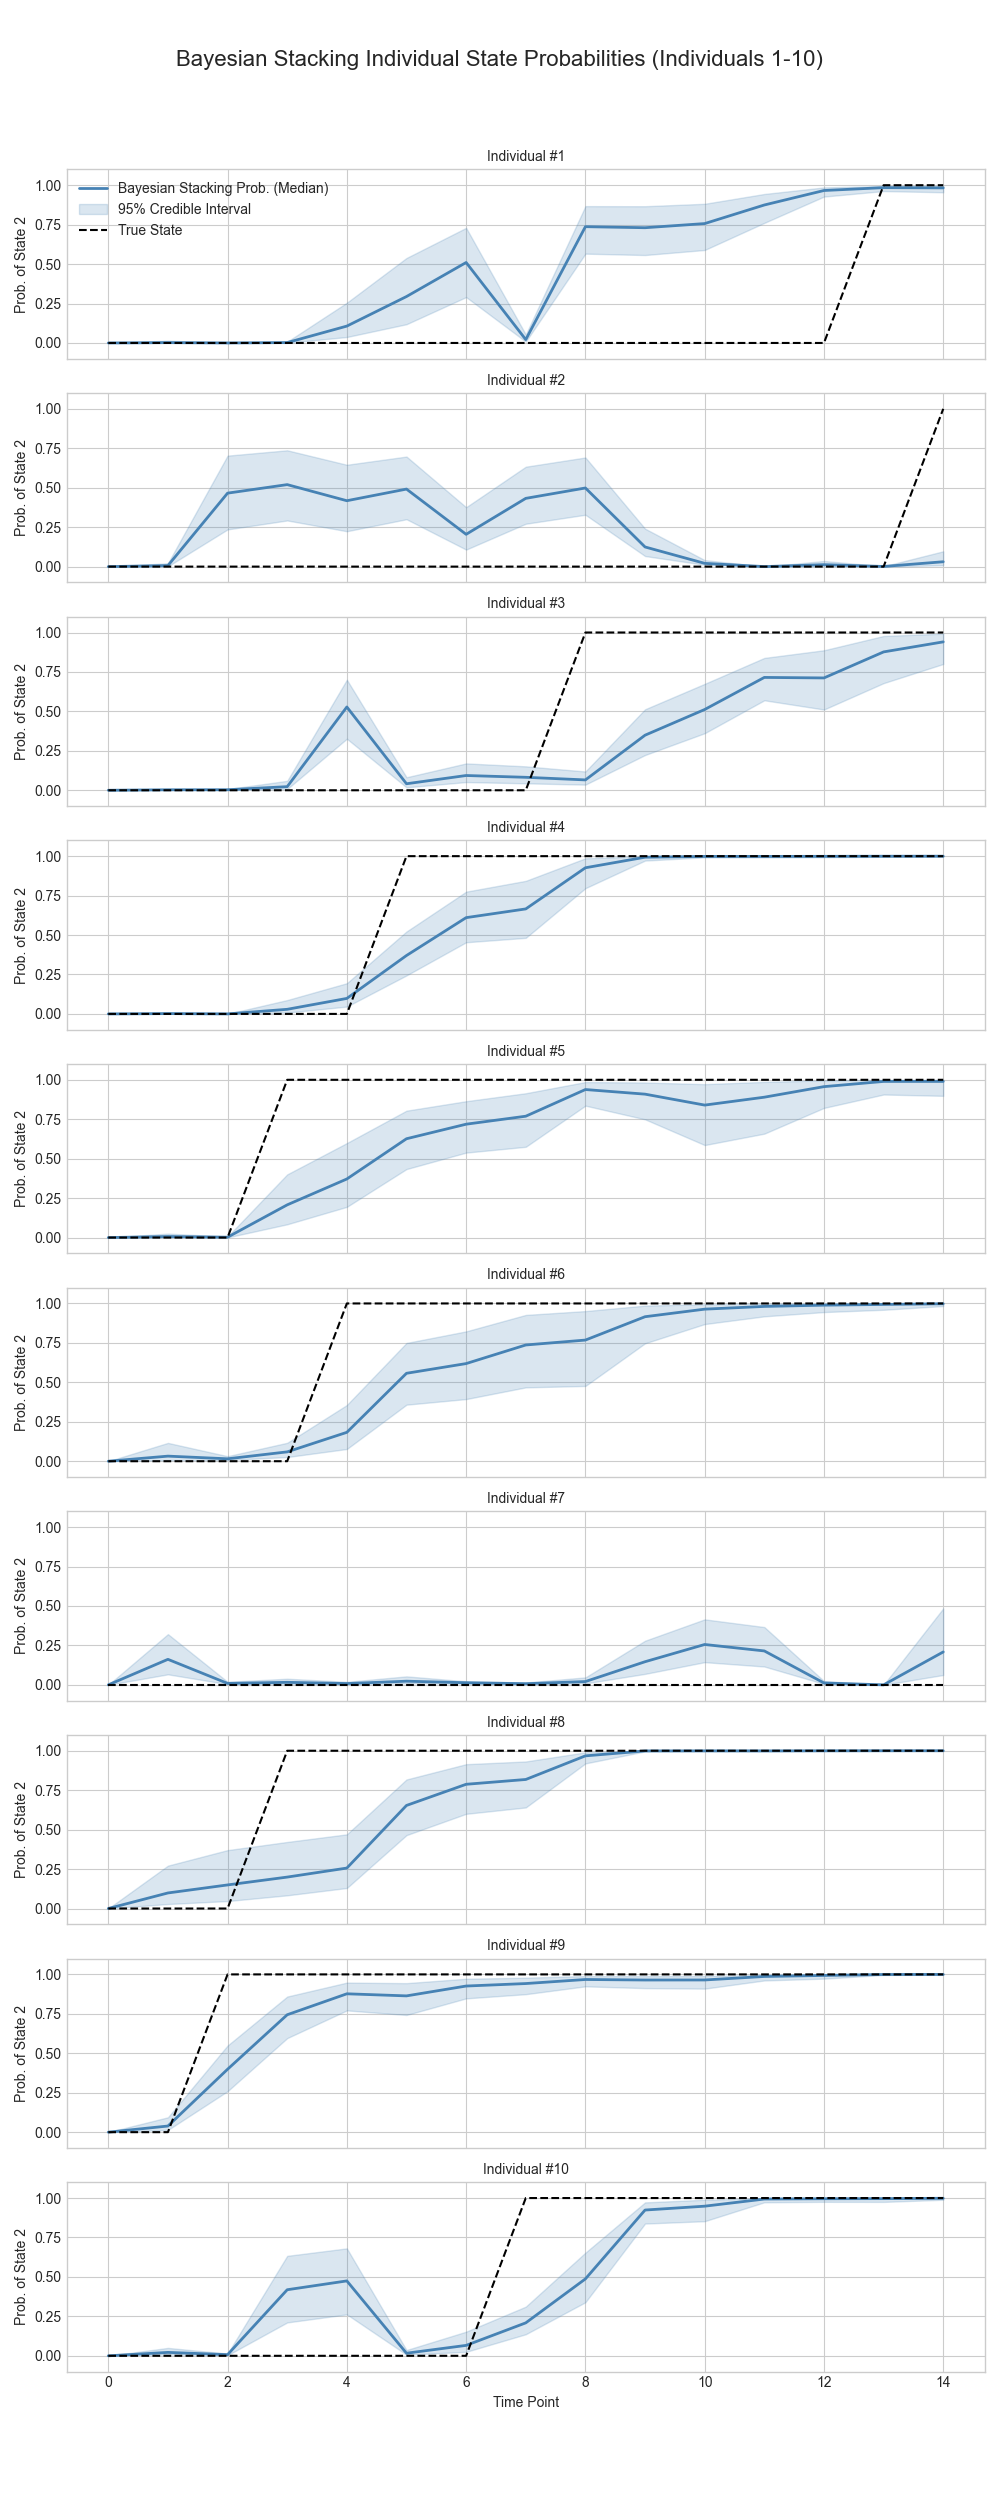 Bayesian Stacking Individual State Probabilities (Individuals 1-10)
Individual #1
Bayesian Stacking Prob. (Median)
95% Credible Interval
True State
1.00
0.75
0.50
0.25
0.00
Prob. of State 2
Individual #2
1.00
0.75
0.50
0.25
0.00
Prob. of State 2
Individual #3
1.00
0.75
0.50
0.25
0.00
Prob. of State 2
Individual #4
1.00
0.75
0.50
0.25
0.00
Prob. of State 2
Individual #5
1.00
0.75
0.50
0.25
0.00
Prob. of State 2
Individual #6
1.00
0.75
0.50
0.25
0.00
Prob. of State 2
Individual #7
1.00
0.75
0.50
0.25
0.00
Prob. of State 2
Individual #8
1.00
0.75
0.50
0.25
0.00
Prob. of State 2
Individual #9
1.00
0.75
0.50
0.25
0.00
Prob. of State 2
Individual #10
1.00
0.75
0.50
0.25
0.00
Prob. of State 2
0 2 4 6 8 10 12 14
Time Point